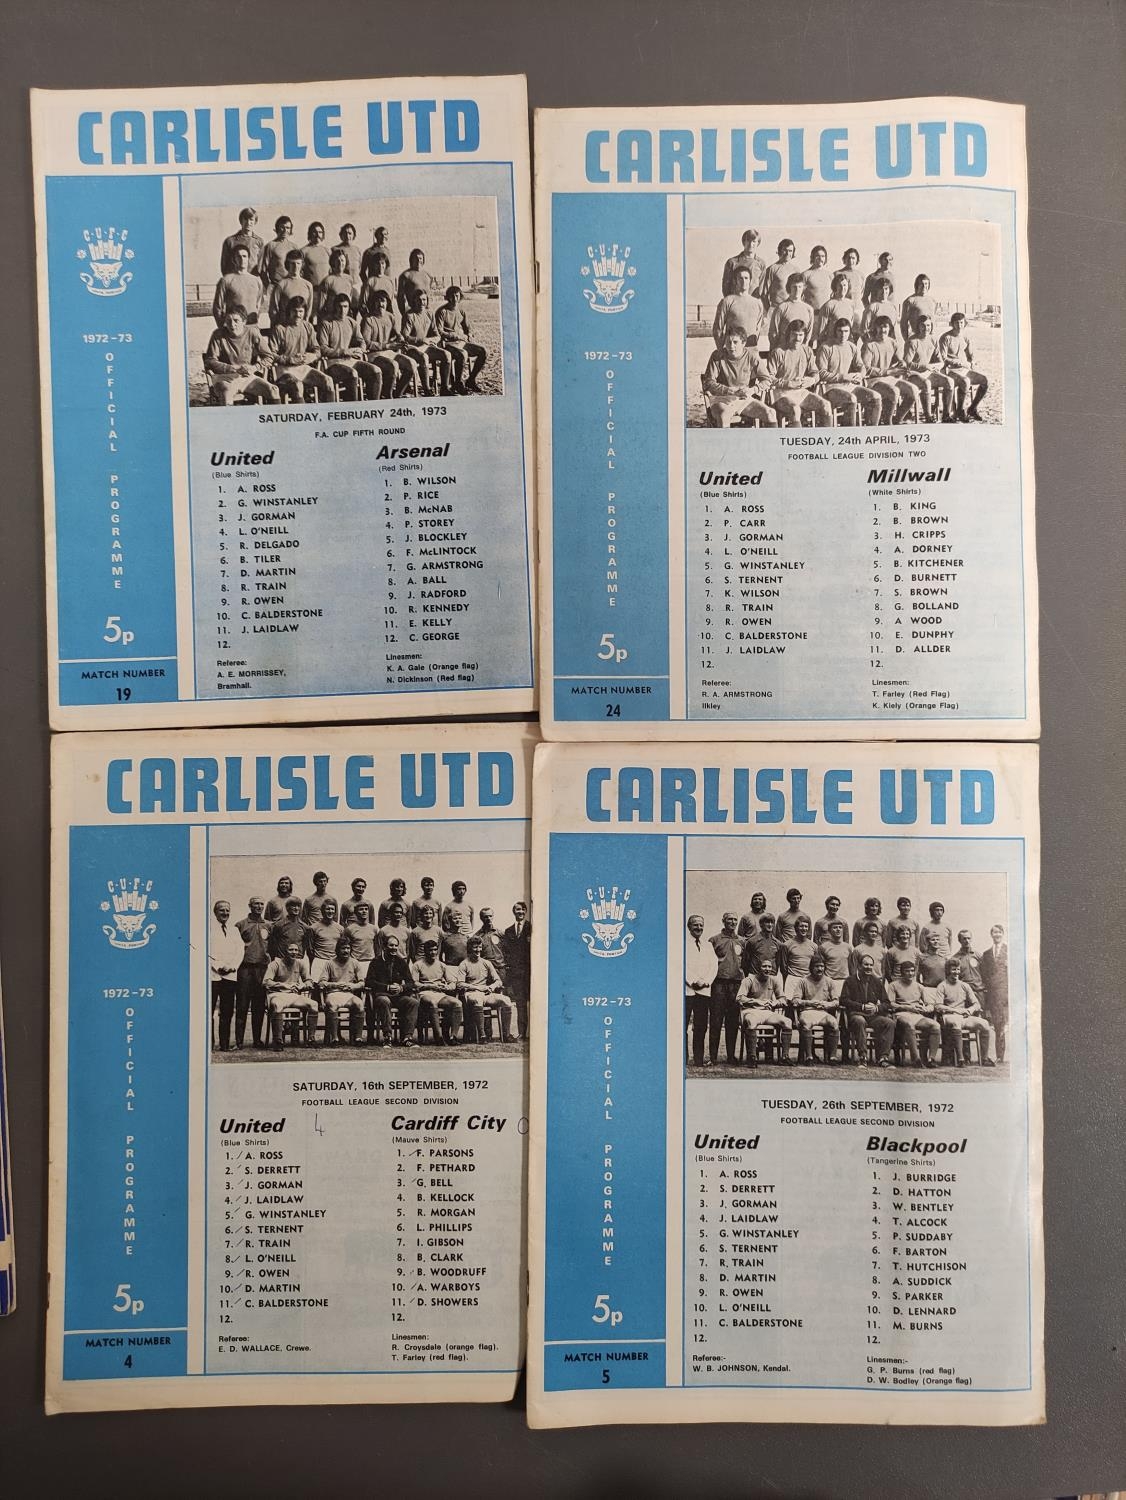 CARLISLE UTD
C·U·F·C
1972-73
OFFICIAL PROGRAMME
5p
MATCH NUMBER
19
SATURDAY, FEBRUARY 24th, 1973
F.A. CUP FIFTH ROUND
United
(Blue Shirts)
1. A. ROSS
2. G. WINSTANLEY
3. J. GORMAN
4. L. O'NEILL
5. R. DELGADO
6. B. TILER
7. D. MARTIN
8. R. TRAIN
9. R. OWEN
10. C. BALDERSTONE
11. J. LAIDLAW
12.
Referee:
A. E. MORRISSEY,
Bramhall.
Arsenal
(Red Shirts)
1. B. WILSON
2. P. RICE
3. B. McNAB
4. P. STOREY
5. J. BLOCKLEY
6. F. McLINTOCK
7. G. ARMSTRONG
8. A. BALL
9. J. RADFORD
10. R. KENNEDY
11. E. KELLY
12. C. GEORGE
Linesmen:
K. A. Gale (Orange flag)
N. Dickinson (Red flag)
CARLISLE UTD
C·U·F·C
1972-73
OFFICIAL PROGRAMME
5p
MATCH NUMBER
24
TUESDAY, 24th APRIL, 1973
FOOTBALL LEAGUE DIVISION TWO
United
(Blue Shirts)
1. A. ROSS
2. P. CARR
3. J. GORMAN
4. L. O'NEILL
5. G. WINSTANLEY
6. S. TERNENT
7. K. WILSON
8. R. TRAIN
9. R. OWEN
10. C. BALDERSTONE
11. J. LAIDLAW
12.
Referee:
R. A. ARMSTRONG
Ilkley
Millwall
(White Shirts)
1. B. KING
2. B. BROWN
3. H. CRIPPS
4. A. DORNEY
5. B. KITCHENER
6. D. BURNETT
7. S. BROWN
8. G. BOLLAND
9. A WOOD
10. E. DUNPHY
11. D. ALLDER
12.
Linesmen:
T. Farley (Red Flag)
K. Kiely (Orange Flag)
CARLISLE UTD
C·U·F·C
1972-73
OFFICIAL PROGRAMME
5p
MATCH NUMBER
4
SATURDAY, 16th SEPTEMBER, 1972
FOOTBALL LEAGUE SECOND DIVISION
United 4
(Blue Shirts)
1. A. ROSS
2. S. DERRETT
3. J. GORMAN
4. J. LAIDLAW
5. G. WINSTANLEY
6. S. TERNENT
7. R. TRAIN
8. L. O'NEILL
9. R. OWEN
10. D. MARTIN
11. C. BALDERSTONE
12.
Referee:
E. D. WALLACE, Crewe.
Cardiff City 0
(Mauve Shirts)
1. F. PARSONS
2. F. PETHARD
3. G. BELL
4. B. KELLOCK
5. R. MORGAN
6. L. PHILLIPS
7. I. GIBSON
8. B. CLARK
9. B. WOODRUFF
10. A. WARBOYS
11. D. SHOWERS
12.
Linesmen:
R. Croysdale (orange flag).
T. Farley (red flag).
CARLISLE UTD
C·U·F·C
1972-73
OFFICIAL PROGRAMME
5p
MATCH NUMBER
5
TUESDAY, 26th SEPTEMBER, 1972
FOOTBALL LEAGUE SECOND DIVISION
United
(Blue Shirts)
1. A. ROSS
2. S. DERRETT
3. J. GORMAN
4. J. LAIDLAW
5. G. WINSTANLEY
6. S. TERNENT
7. R. TRAIN
8. D. MARTIN
9. R. OWEN
10. L. O'NEILL
11. C. BALDERSTONE
12.
Referee:-
W. B. JOHNSON, Kendal.
Blackpool
(Tangerine Shirts)
1. J. BURRIDGE
2. D. HATTON
3. W. BENTLEY
4. T. ALCOCK
5. P. SUDDABY
6. F. BARTON
7. T. HUTCHISON
8. A. SUDDICK
9. S. PARKER
10. D. LENNARD
11. M. BURNS
12.
Linesmen:-
G. P. Burns (red flag)
D. W. Bodley (Orange flag)